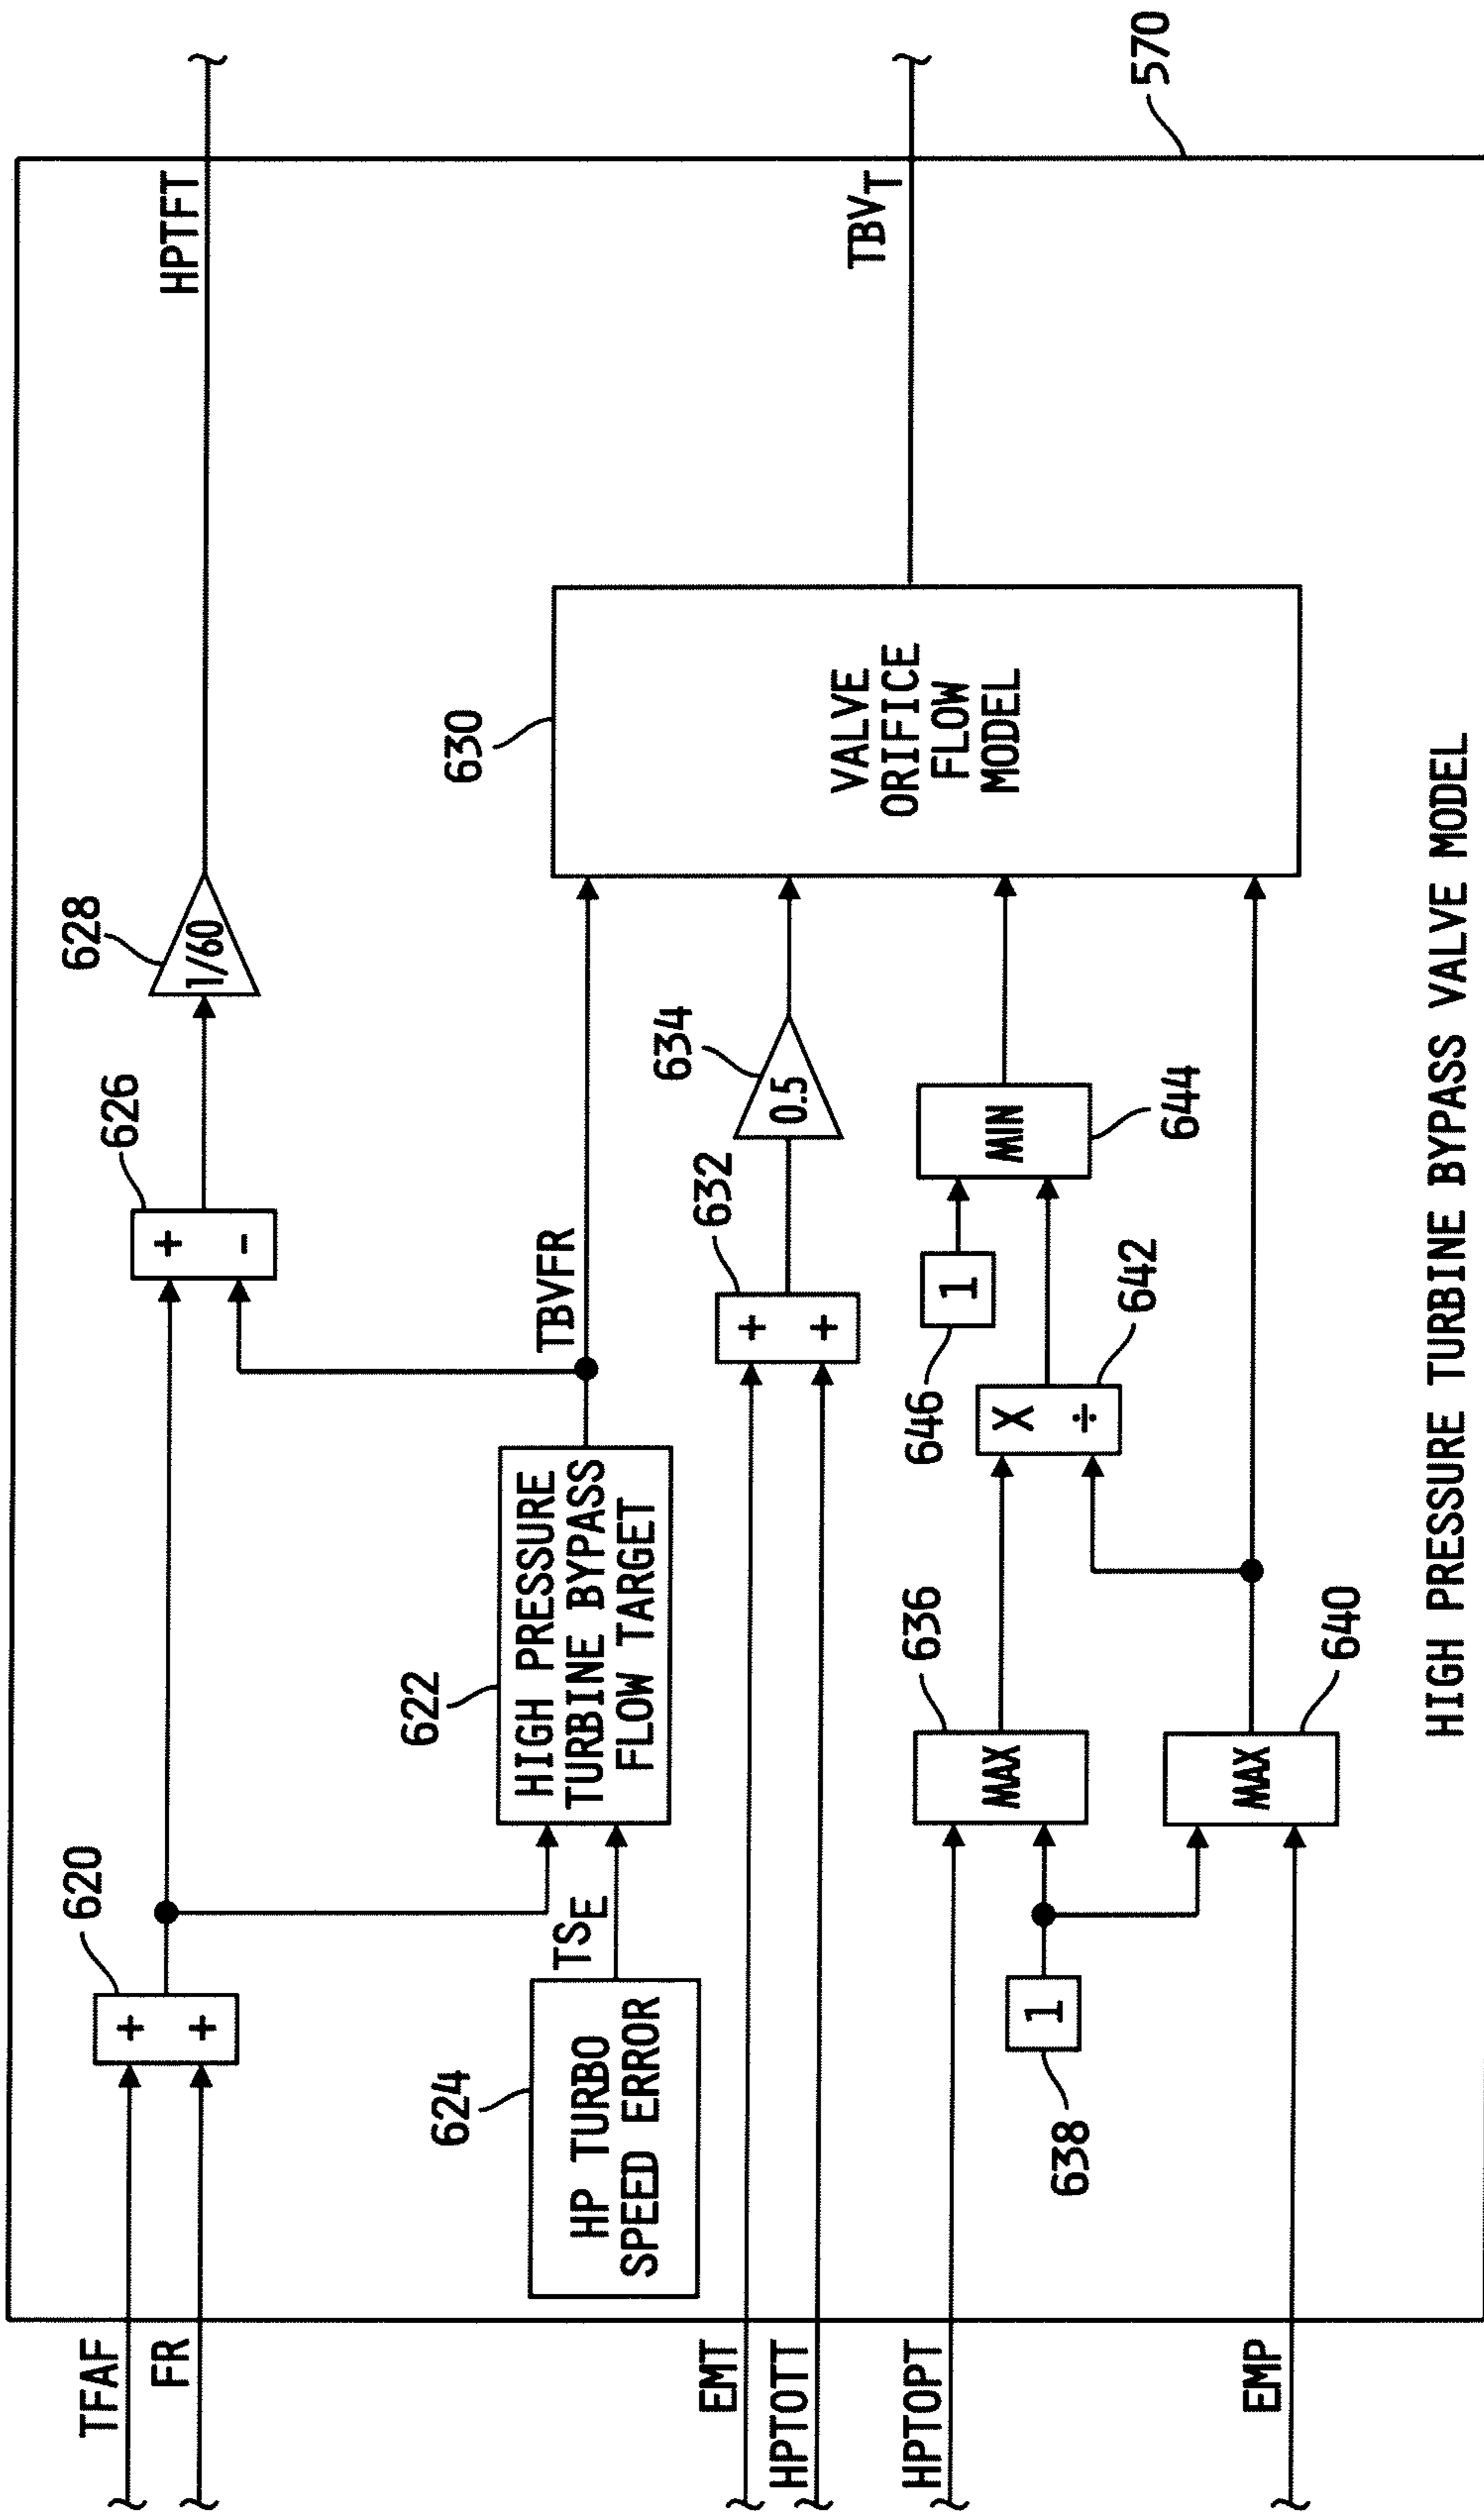 TFAF
FR
620
+
+
626
+
-
628
1/60
HPTFT
622
HIGH PRESSURE
TURBINE BYPASS
FLOW TARGET
TBVFR
624
HP TURBO
SPEED ERROR
TSE
630
VALVE
ORIFICE
FLOW
MODEL
TBVT
EMT
HPTOTT
632
+
+
634
0.5
HPTOPT
636
MAX
638
1
646
1
MIN
644
X
÷
642
EMP
MAX
640
570
HIGH PRESSURE TURBINE BYPASS VALVE MODEL